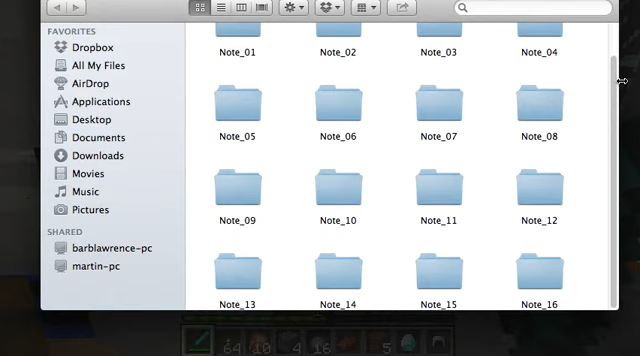 FAVORITES
Dropbox
All My Files
AirDrop
Applications
Desktop
Documents
Downloads
Movies
Music
Pictures
SHARED
barblawrence-pc
martin-pc
Note_01 Note_02 Note_03 Note_04
Note_05 Note_06 Note_07 Note_08
Note_09 Note_10 Note_11 Note_12
Note_13 Note_14 Note_15 Note_16
64 10 4 16 5